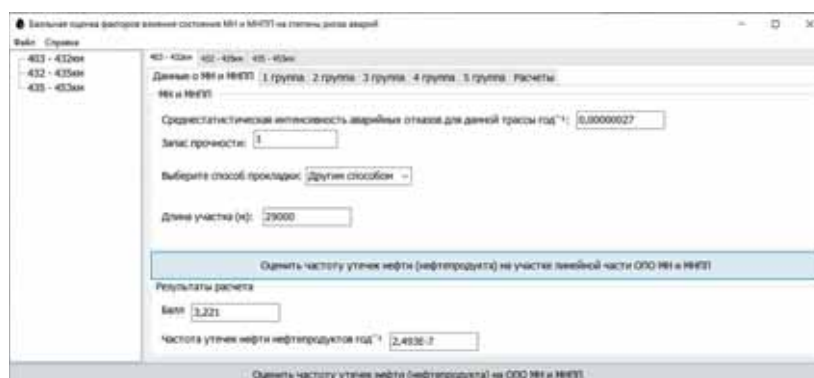 Балльная оценка факторов влияния состояния МН и МНПП на степень риска аварий
Файл Справка
403 - 432км
432 - 435км
435 - 453км
403 - 432км 432 - 435км 435 - 453км
Данные о МН и МНПП 1 группа 2 группа 3 группа 4 группа 5 группа Расчеты
МН и МНПП
Среднестатистическая интенсивность аварийных отказов для данной трассы год^-1: 0,00000027
Запас прочности: 1
Выберите способ прокладки: Другим способом
Длина участка (м): 29000
Оценить частоту утечек нефти (нефтепродукта) на участке линейной части ОПО МН и МНПП
Результаты расчета
Балл 3,221
Частота утечек нефти нефтепродуктов год^-1 2,493E-7
Оценить частоту утечек нефти (нефтепродукта) на ОПО МН и МНПП